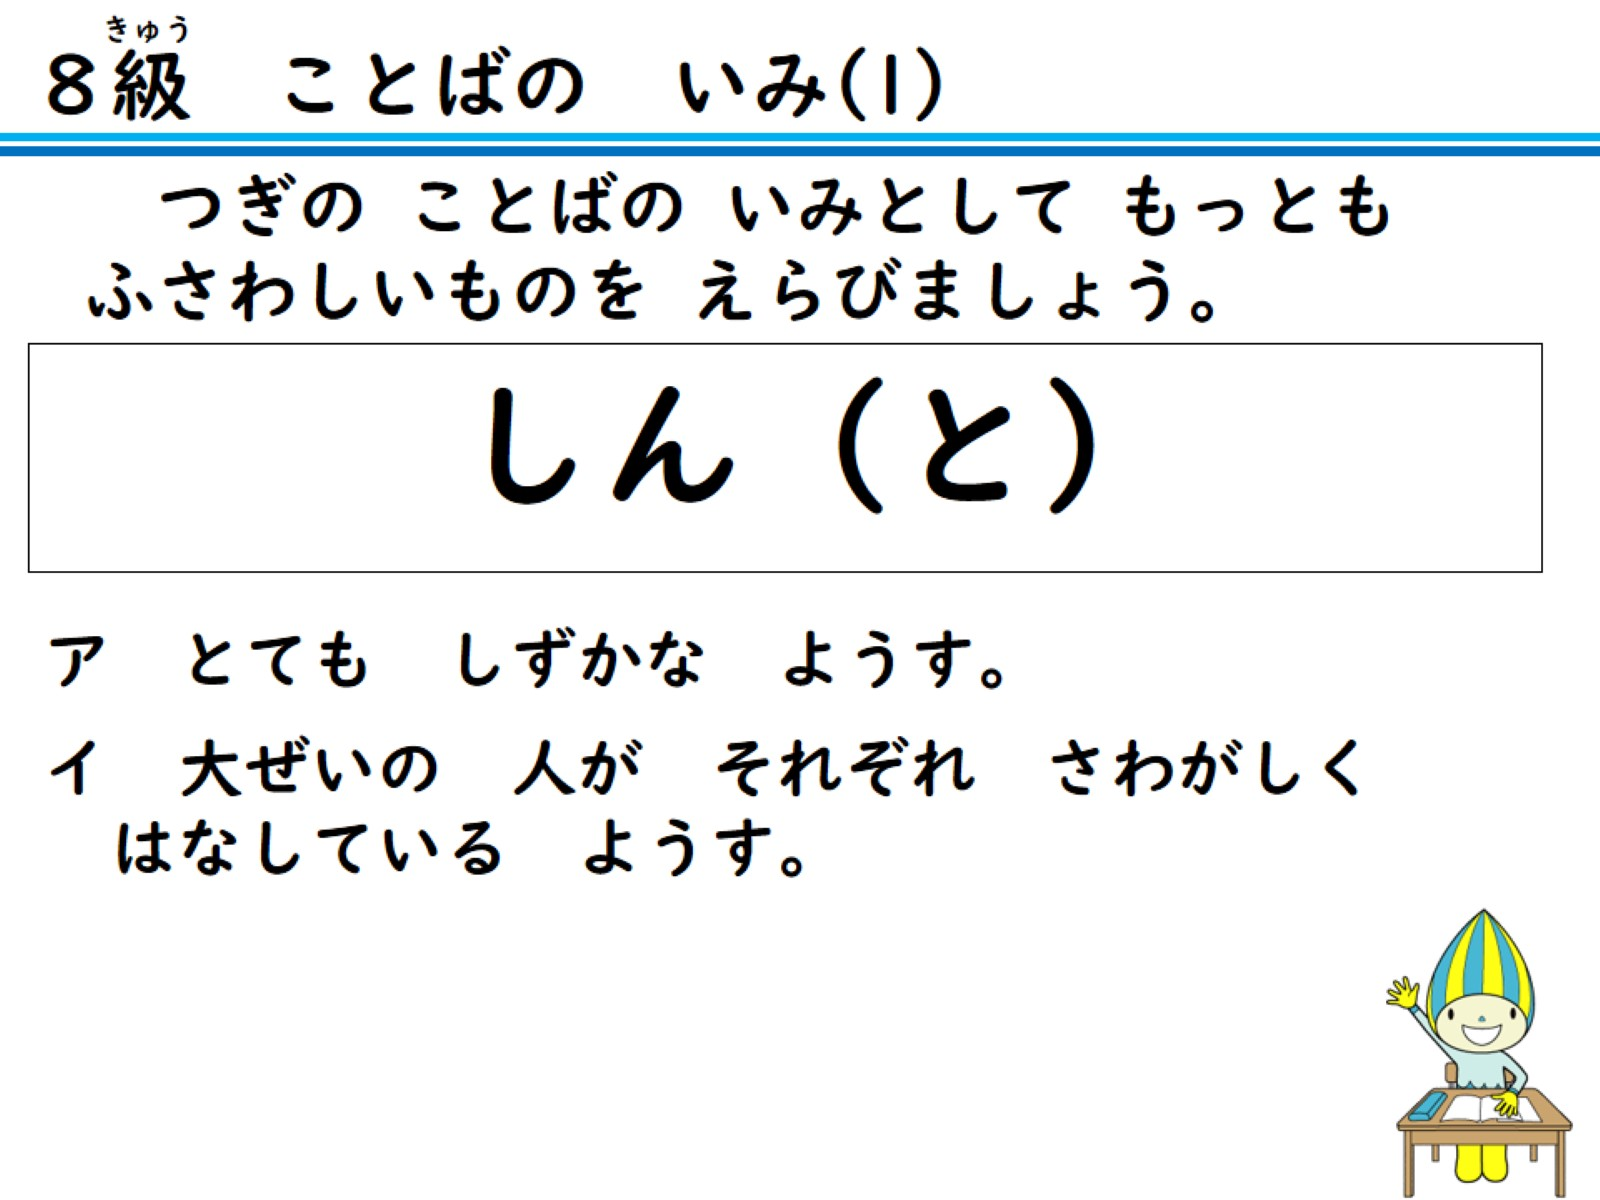 きゅう
8級　ことばの　いみ(1)
つぎの ことばの いみとして もっとも
ふさわしいものを えらびましょう。
しん（と）
ア　とても　しずかな　ようす。
イ　大ぜいの　人が　それぞれ　さわがしく
はなしている　ようす。